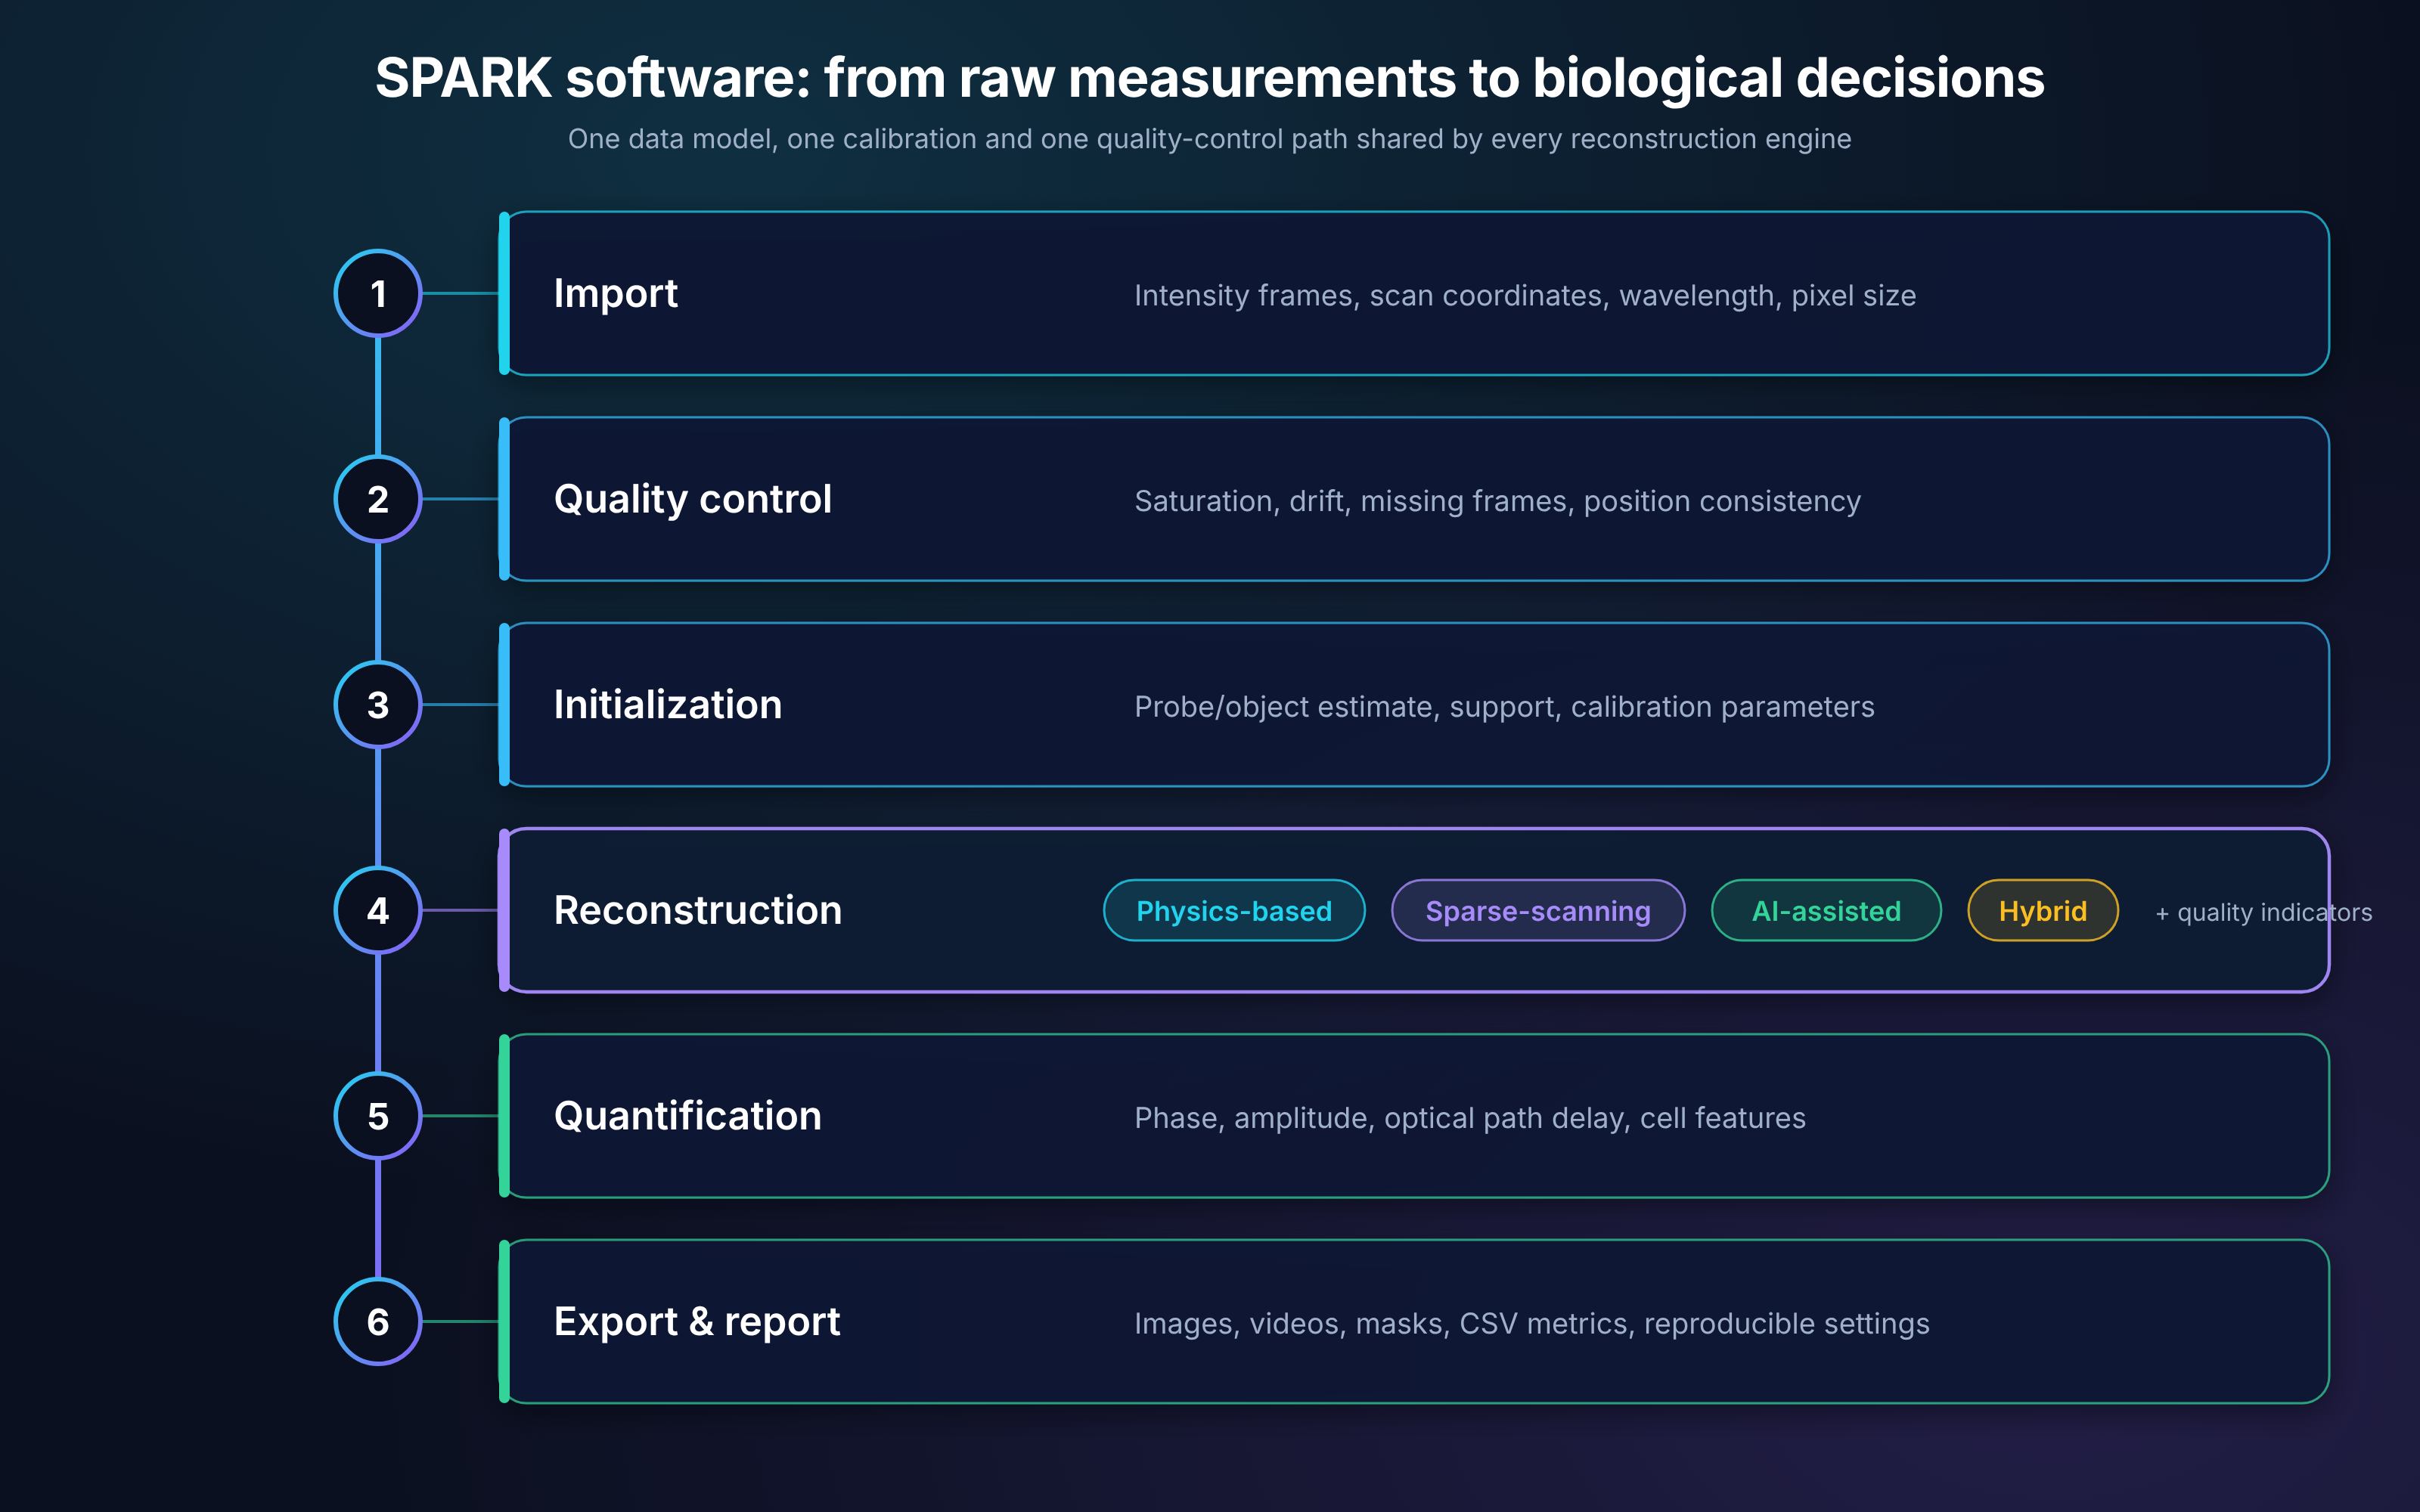 SPARK software: from raw measurements to biological decisions
One data model, one calibration and one quality-control path shared by every reconstruction engine
1 Import Intensity frames, scan coordinates, wavelength, pixel size
2 Quality control Saturation, drift, missing frames, position consistency
3 Initialization Probe/object estimate, support, calibration parameters
4 Reconstruction Physics-based Sparse-scanning AI-assisted Hybrid + quality indicators
5 Quantification Phase, amplitude, optical path delay, cell features
6 Export & report Images, videos, masks, CSV metrics, reproducible settings